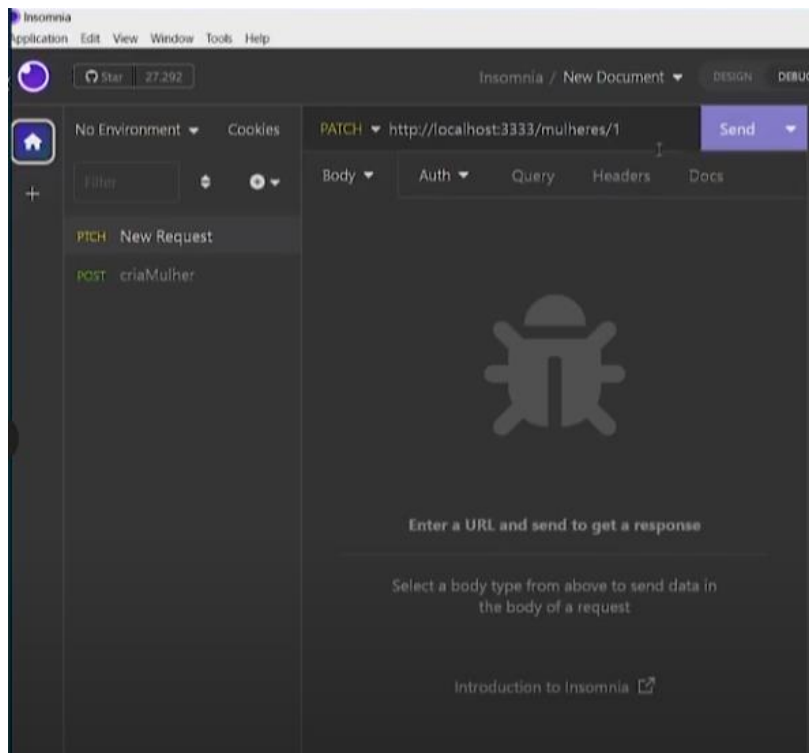 Insomnia
Application Edit View Window Tools Help
Star 27.292
Insomnia / New Document
DESIGN DEBUG
No Environment Cookies
PATCH http://localhost:3333/mulheres/1 Send
Filter
Body Auth Query Headers Docs
PTCH New Request
POST criaMulher
Enter a URL and send to get a response
Select a body type from above to send data in
the body of a request
Introduction to Insomnia